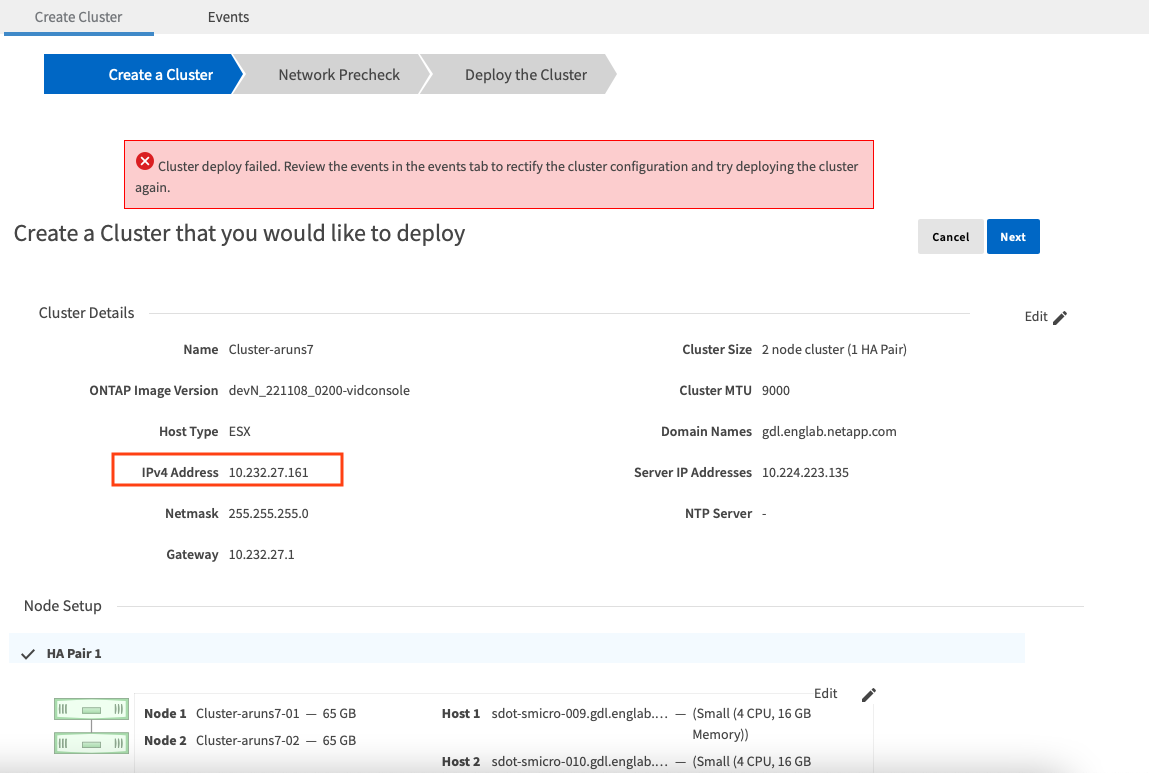 Create Cluster Events
Create a Cluster Network Precheck Deploy the Cluster
Cluster deploy failed. Review the events in the events tab to rectify the cluster configuration and try deploying the cluster
again.
Create a Cluster that you would like to deploy
Cancel Next
Cluster Details
Edit
Name Cluster-aruns7 Cluster Size 2 node cluster (1 HA Pair)
ONTAP Image Version devN_221108_0200-vidconsole Cluster MTU 9000
Host Type ESX Domain Names gdl.englab.netapp.com
IPv4 Address 10.232.27.161 Server IP Addresses 10.224.223.135
Netmask 255.255.255.0 NTP Server -
Gateway 10.232.27.1
Node Setup
HA Pair 1
Edit
Node 1 Cluster-aruns7-01 — 65 GB Host 1 sdot-smicro-009.gdl.englab.… — (Small (4 CPU, 16 GB
Memory))
Node 2 Cluster-aruns7-02 — 65 GB
Host 2 sdot-smicro-010.gdl.englab.… — (Small (4 CPU, 16 GB